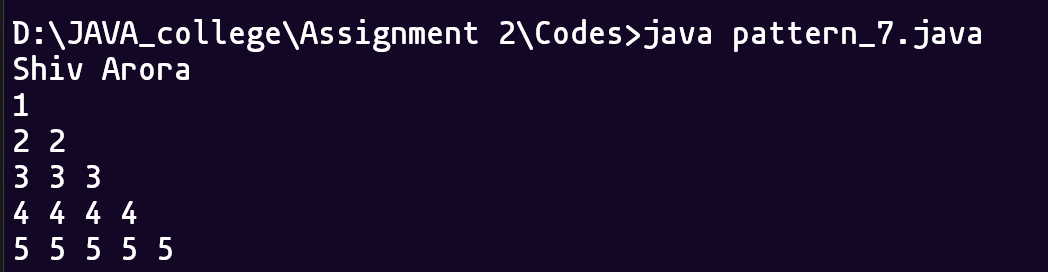 D:\JAVA_college\Assignment 2\Codes>java pattern_7.java
Shiv Arora
1
2 2
3 3 3
4 4 4 4
5 5 5 5 5